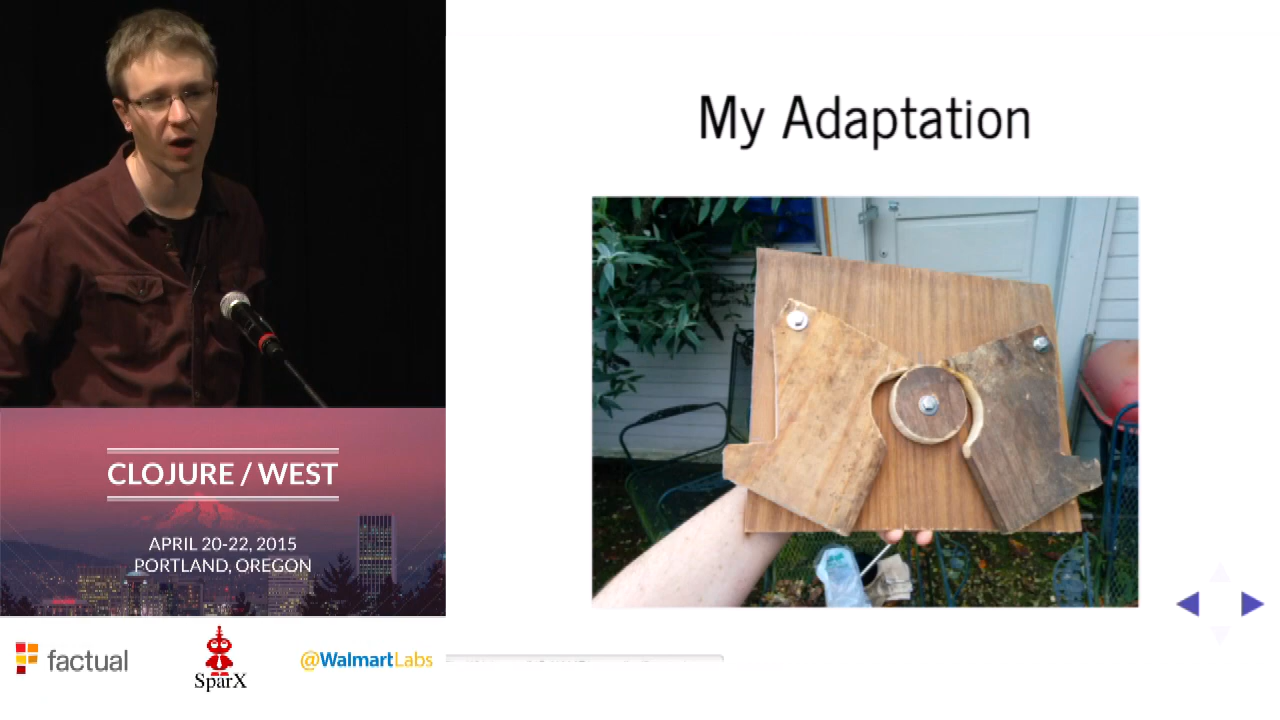 My Adaptation
CLOJURE / WEST
APRIL 20-22, 2015
PORTLAND, OREGON
factual
SparX
@WalmartLabs